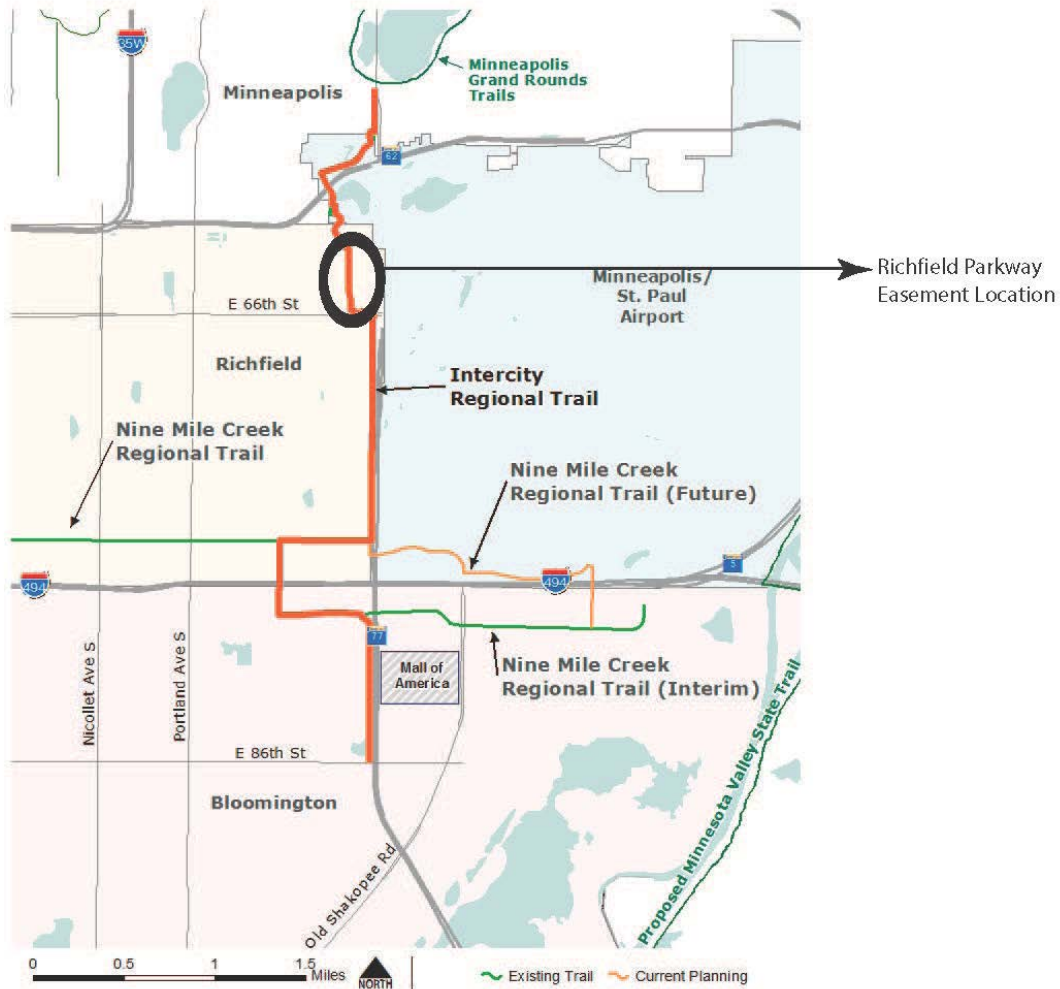 35W
Minneapolis
Minneapolis
Grand Rounds
Trails
62
Minneapolis/
St. Paul
Airport
Richfield Parkway
Easement Location
E 66th St
Richfield
Intercity
Regional Trail
Nine Mile Creek
Regional Trail
Nine Mile Creek
Regional Trail (Future)
494
494
5
77
Mall of
America
Nine Mile Creek
Regional Trail (Interim)
Nicollet Ave S
Portland Ave S
E 86th St
Bloomington
Old Shakopee Rd
Proposed Minnesota Valley State Trail
0 0.5 1 1.5 Miles
NORTH
Existing Trail
Current Planning